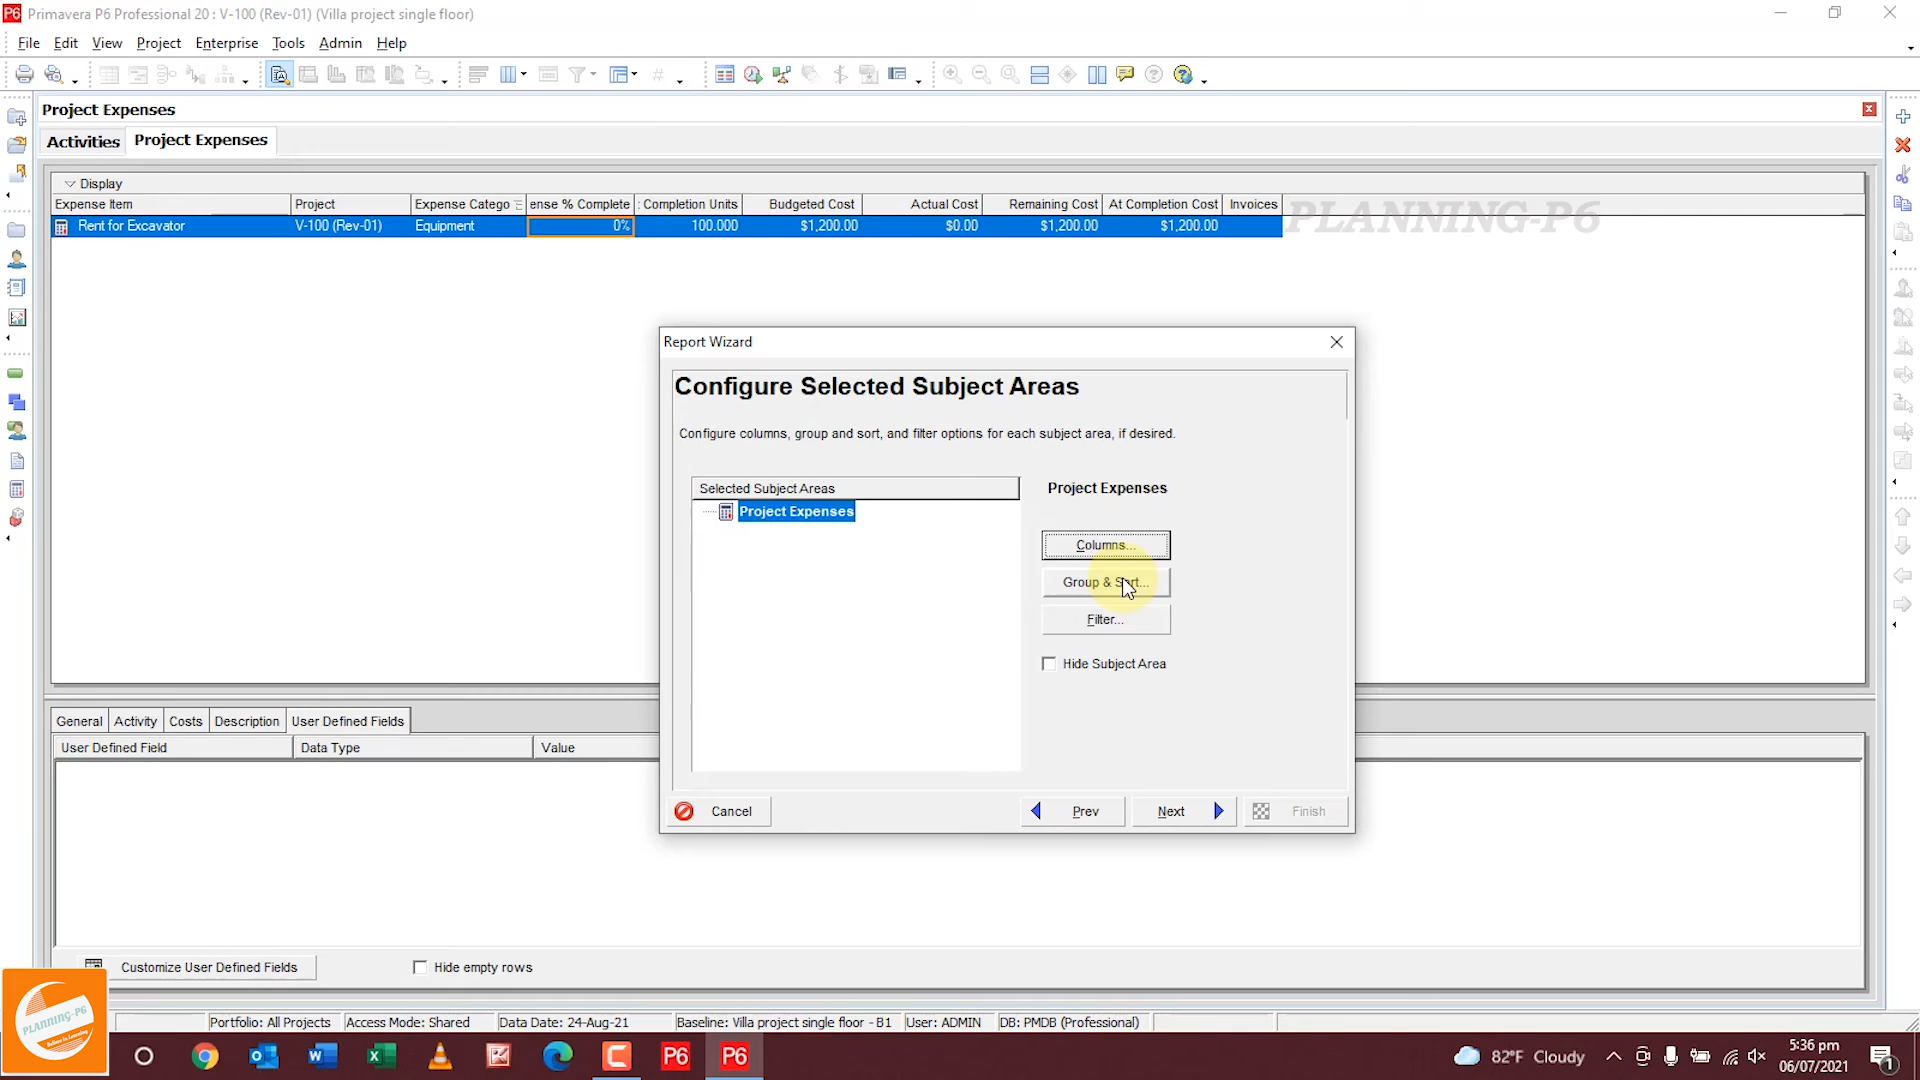 Primavera P6 Professional 20 : V-100 (Rev-01) (Villa project single floor)
File Edit View Project Enterprise Tools Admin Help
Project Expenses
Activities Project Expenses
Display
Expense Item Project Expense Catego ense % Complete : Completion Units Budgeted Cost Actual Cost Remaining Cost At Completion Cost Invoices
Rent for Excavator V-100 (Rev-01) Equipment 0% 100.000 $1,200.00 $0.00 $1,200.00 $1,200.00
PLANNING-P6
Report Wizard
Configure Selected Subject Areas
Configure columns, group and sort, and filter options for each subject area, if desired.
Selected Subject Areas
Project Expenses
Project Expenses
Columns...
Group & Sort...
Filter...
Hide Subject Area
Cancel Prev Next Finish
General Activity Costs Description User Defined Fields
User Defined Field Data Type Value
Customize User Defined Fields Hide empty rows
PLANNING-P6
Portfolio: All Projects Access Mode: Shared Data Date: 24-Aug-21 Baseline: Villa project single floor - B1 User: ADMIN DB: PMDB (Professional)
82°F Cloudy
5:36 pm
06/07/2021
1